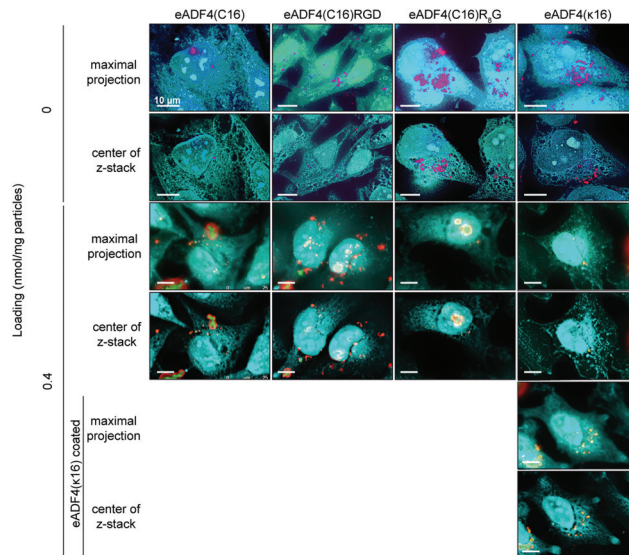 eADF4(C16)
eADF4(C16)RGD
eADF4(C16)R₈G
eADF4(κ16)
Loading (nmol/mg particles)
0
maximal
projection
10 µm
center of
z-stack
0.4
maximal
projection
center of
z-stack
eADF4(κ16) coated
maximal
projection
center of
z-stack